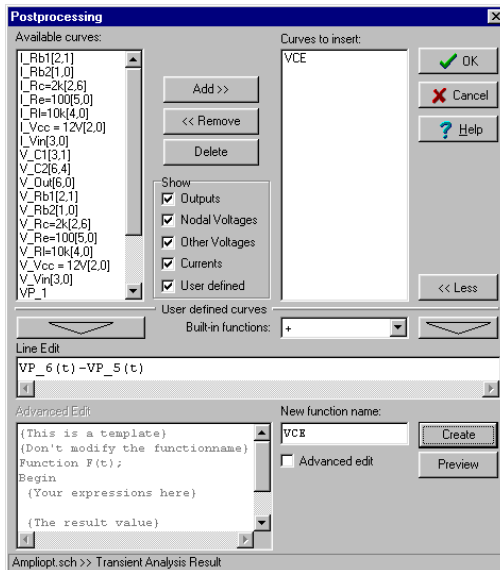 Postprocessing
Available curves:
I_Rb1[2,1]
I_Rb2[1,0]
I_Rc=2k[2,6]
I_Re=100[5,0]
I_Rl=10k[4,0]
I_Vcc = 12V[2,0]
I_Vin[3,0]
V_C1[3,1]
V_C2[6,4]
V_Out[6,0]
V_Rb1[2,1]
V_Rb2[1,0]
V_Rc=2k[2,6]
V_Re=100[5,0]
V_Rl=10k[4,0]
V_Vcc = 12V[2,0]
V_Vin[3,0]
VP_1
Add >>
<< Remove
Delete
Show
Outputs
Nodal Voltages
Other Voltages
Currents
User defined
Curves to insert:
VCE
OK
Cancel
? Help
<< Less
User defined curves
Built-in functions:
+
Line Edit
VP_6(t)-VP_5(t)
Advanced Edit
{This is a template}
{Don't modify the functionname}
Function F(t);
Begin
{Your expressions here}
{The result value}
New function name:
VCE
Create
Advanced edit
Preview
Ampliopt.sch >> Transient Analysis Result